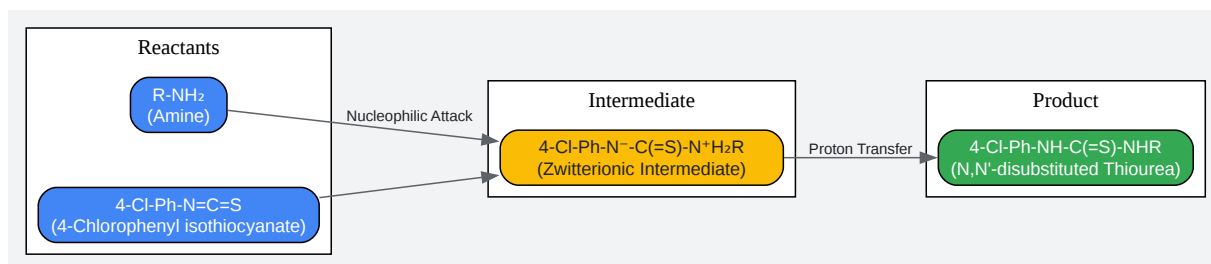 Reactants
R-NH₂
(Amine)
4-Cl-Ph-N=C=S
(4-Chlorophenyl isothiocyanate)
Nucleophilic Attack
Intermediate
4-Cl-Ph-N⁻-C(=S)-N⁺H₂R
(Zwitterionic Intermediate)
Proton Transfer
Product
4-Cl-Ph-NH-C(=S)-NHR
(N,N'-disubstituted Thiourea)